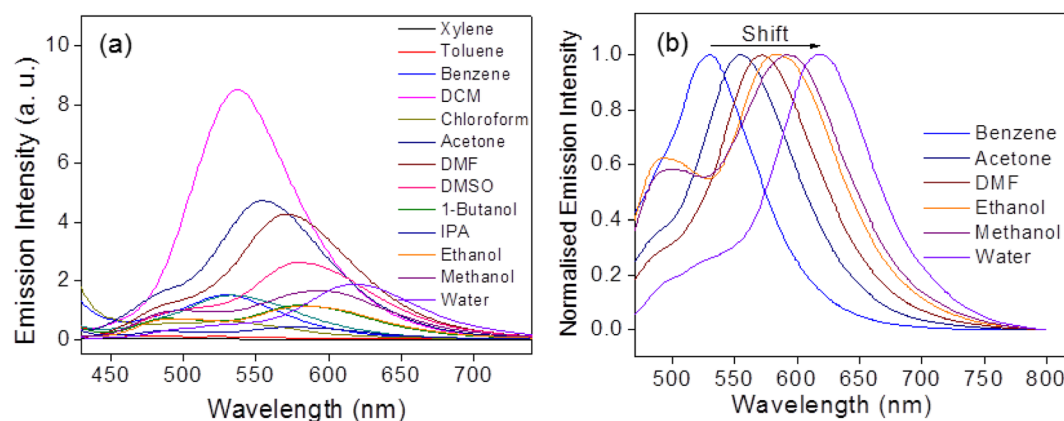 (a)
Emission Intensity (a. u.)
10
8
6
4
2
0
450 500 550 600 650 700
Wavelength (nm)
Xylene
Toluene
Benzene
DCM
Chloroform
Acetone
DMF
DMSO
1-Butanol
IPA
Ethanol
Methanol
Water
(b)
Shift
Normalised Emission Intensity
1.0
0.8
0.6
0.4
0.2
0.0
500 550 600 650 700 750 800
Wavelength (nm)
Benzene
Acetone
DMF
Ethanol
Methanol
Water